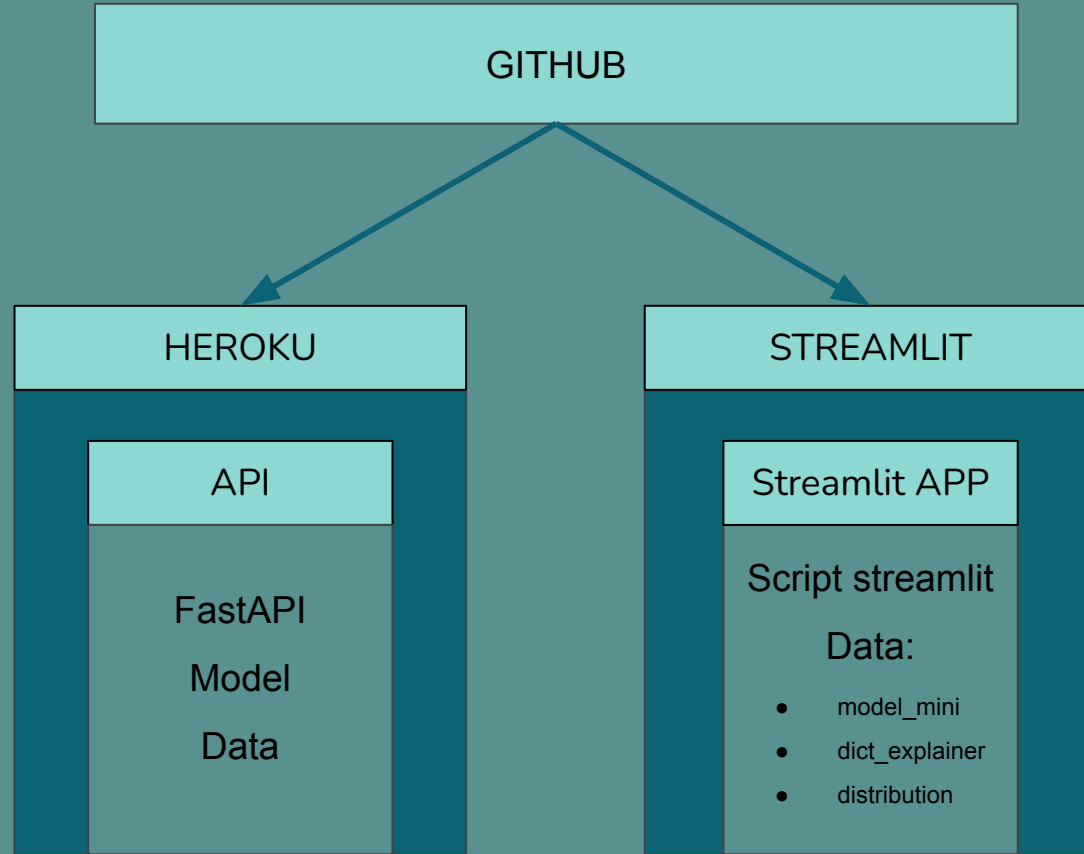 GITHUB
HEROKU
API
FastAPI
Model
Data
STREAMLIT
Streamlit APP
Script streamlit
Data:
● model_mini
● dict_explainer
● distribution